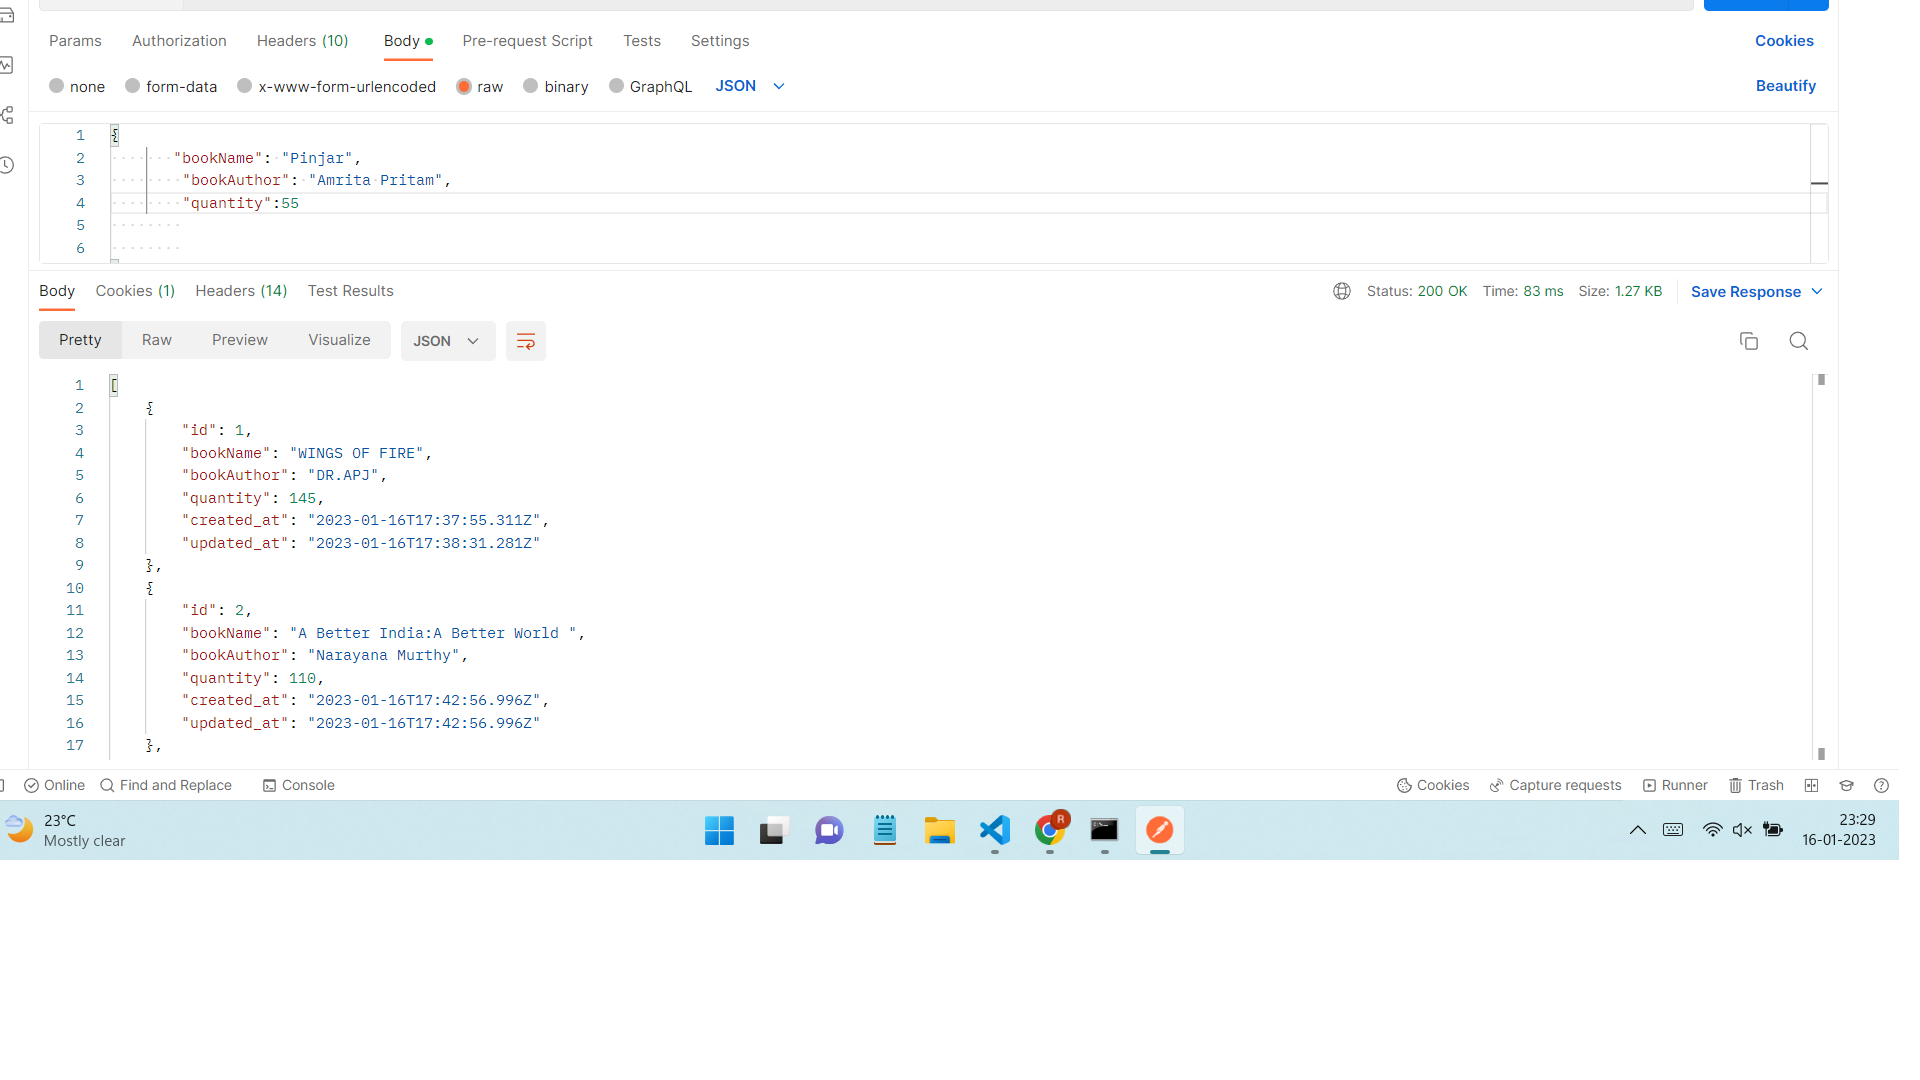 Params Authorization Headers (10) Body Pre-request Script Tests Settings Cookies
none form-data x-www-form-urlencoded raw binary GraphQL JSON Beautify
1 {
2 "bookName": "Pinjar",
3 "bookAuthor": "Amrita Pritam",
4 "quantity":55
5
6
Body Cookies (1) Headers (14) Test Results Status: 200 OK Time: 83 ms Size: 1.27 KB Save Response
Pretty Raw Preview Visualize JSON
1 [
2 {
3 "id": 1,
4 "bookName": "WINGS OF FIRE",
5 "bookAuthor": "DR.APJ",
6 "quantity": 145,
7 "created_at": "2023-01-16T17:37:55.311Z",
8 "updated_at": "2023-01-16T17:38:31.281Z"
9 },
10 {
11 "id": 2,
12 "bookName": "A Better India:A Better World ",
13 "bookAuthor": "Narayana Murthy",
14 "quantity": 110,
15 "created_at": "2023-01-16T17:42:56.996Z",
16 "updated_at": "2023-01-16T17:42:56.996Z"
17 },
Online Find and Replace Console Cookies Capture requests Runner Trash
23°C
Mostly clear
R
23:29
16-01-2023